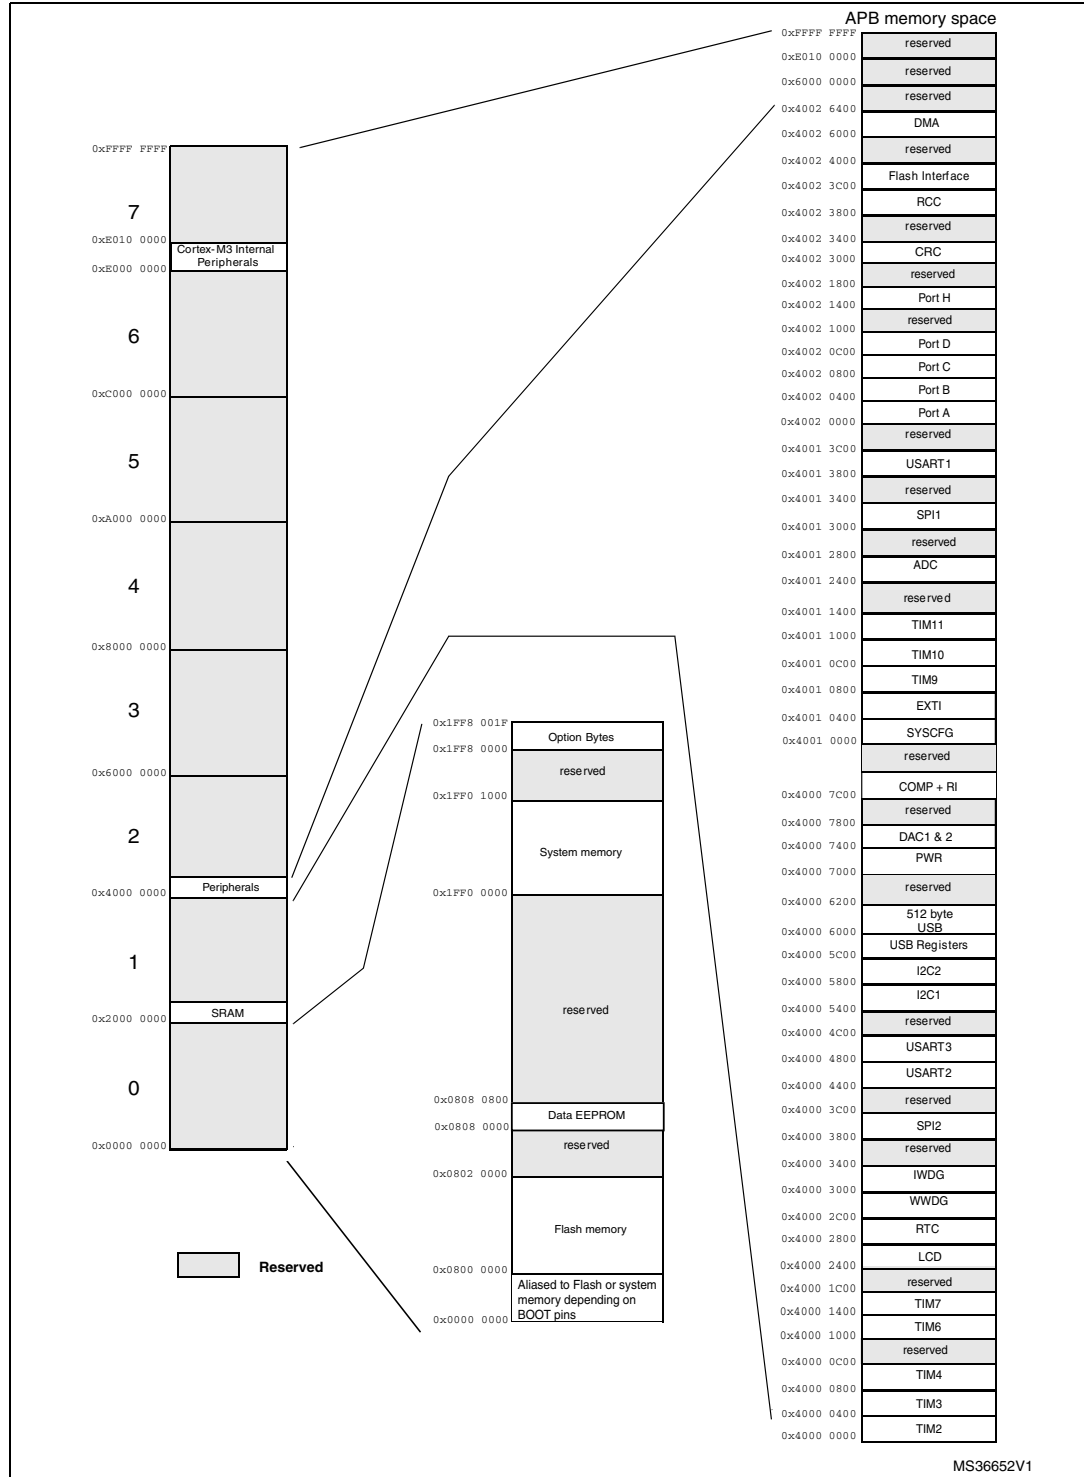 APB memory space
0xFFFF FFFF
reserved
0xE010 0000
reserved
0x6000 0000
reserved
0x4002 6400
DMA
0x4002 6000
reserved
0x4002 4000
Flash Interface
0x4002 3C00
RCC
0x4002 3800
reserved
0x4002 3400
CRC
0x4002 3000
reserved
0x4002 1800
Port H
0x4002 1400
reserved
0x4002 1000
Port D
0x4002 0C00
Port C
0x4002 0800
Port B
0x4002 0400
Port A
0x4002 0000
reserved
0x4001 3C00
USART1
0x4001 3800
reserved
0x4001 3400
SPI1
0x4001 3000
reserved
0x4001 2800
ADC
0x4001 2400
reserved
0x4001 1400
TIM11
0x4001 1000
TIM10
0x4001 0C00
TIM9
0x4001 0800
EXTI
0x4001 0400
SYSCFG
0x4001 0000
reserved
COMP + RI
0x4000 7C00
reserved
0x4000 7800
DAC1 & 2
0x4000 7400
PWR
0x4000 7000
reserved
0x4000 6200
512 byte
USB
0x4000 6000
USB Registers
0x4000 5C00
I2C2
0x4000 5800
I2C1
0x4000 5400
reserved
0x4000 4C00
USART3
0x4000 4800
USART2
0x4000 4400
reserved
0x4000 3C00
SPI2
0x4000 3800
reserved
0x4000 3400
IWDG
0x4000 3000
WWDG
0x4000 2C00
RTC
0x4000 2800
LCD
0x4000 2400
reserved
0x4000 1C00
TIM7
0x4000 1400
TIM6
0x4000 1000
reserved
0x4000 0C00
TIM4
0x4000 0800
TIM3
0x4000 0400
TIM2
0x4000 0000
0xFFFF FFFF
7
0xE010 0000
Cortex-M3 Internal
Peripherals
0xE000 0000
6
0xC000 0000
5
0xA000 0000
4
0x8000 0000
3
0x6000 0000
2
Peripherals
0x4000 0000
1
SRAM
0x2000 0000
0
0x0000 0000
Reserved
0x1FF8 001F
Option Bytes
0x1FF8 0000
reserved
0x1FF0 1000
System memory
0x1FF0 0000
reserved
0x0808 0800
Data EEPROM
0x0808 0000
reserved
0x0802 0000
Flash memory
0x0800 0000
Aliased to Flash or system
memory depending on
BOOT pins
0x0000 0000
MS36652V1